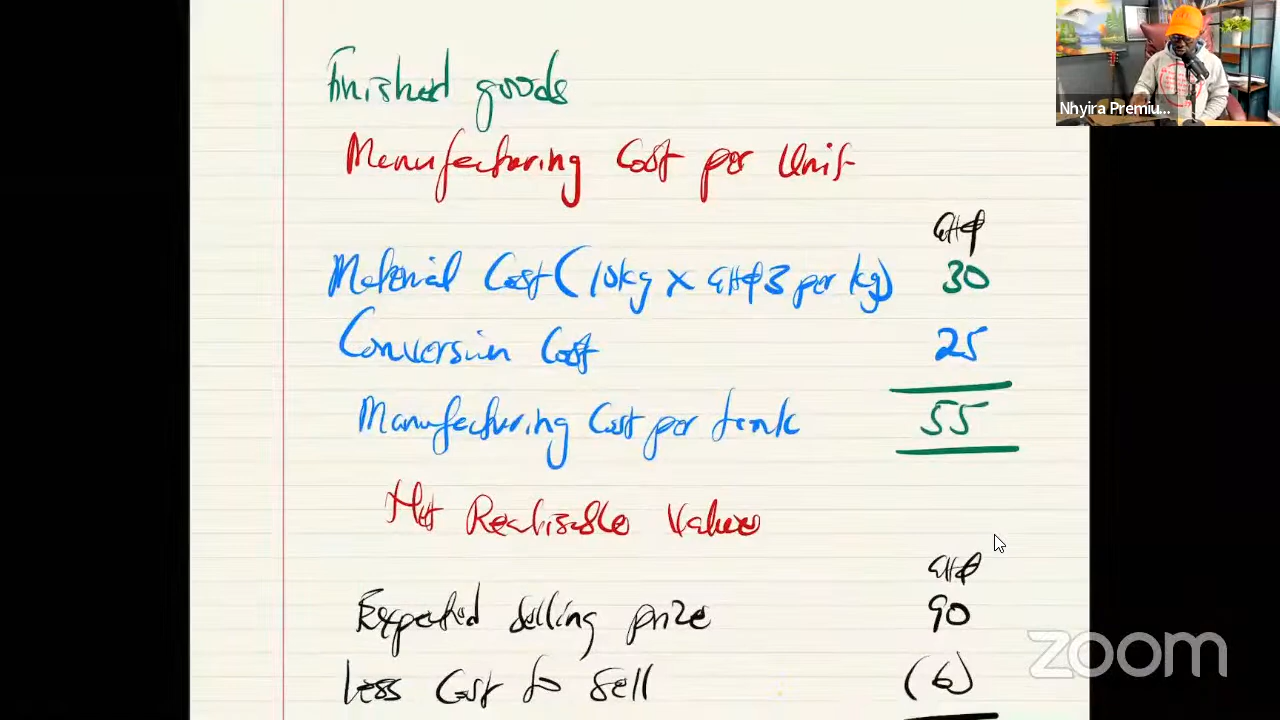 Finished goods
Manufacturing Cost per Unit
GH¢
Material Cost (10kg x GH¢3 per kg) 30
Conversion Cost 25
Manufacturing Cost per tank 55
Net Realisable Value
GH¢
Expected Selling prize 90
Less Cost to Sell (6)
Nhyira Premiu...
zoom